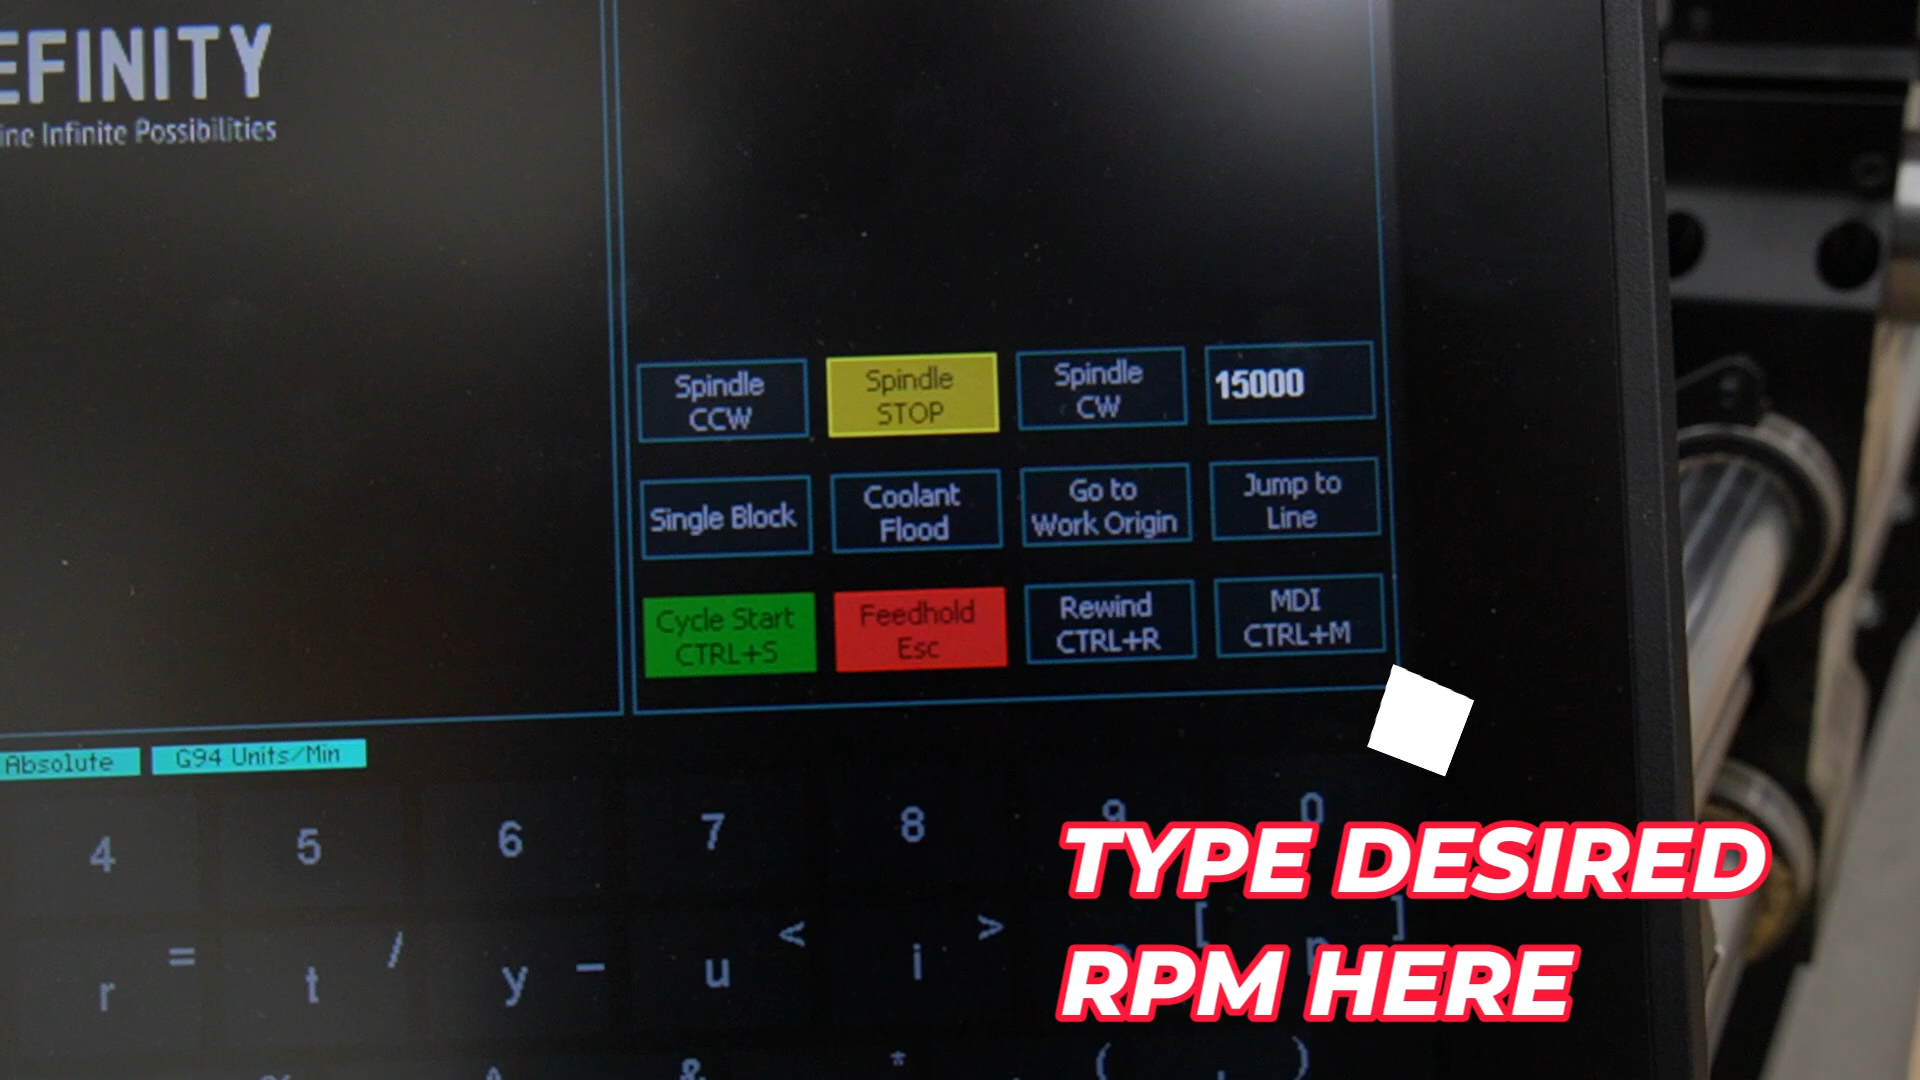 EFINITY
ine Infinite Possibilities
Spindle CCW
Spindle STOP
Spindle CW
15000
Single Block
Coolant Flood
Go to Work Origin
Jump to Line
Cycle Start CTRL+S
Feedhold Esc
Rewind CTRL+R
MDI CTRL+M
Absolute
G94 Units/Min
4 5 6 7 8 9 0
= / - < > [ ]
r t y u i p
& * ( , )
TYPE DESIRED
RPM HERE